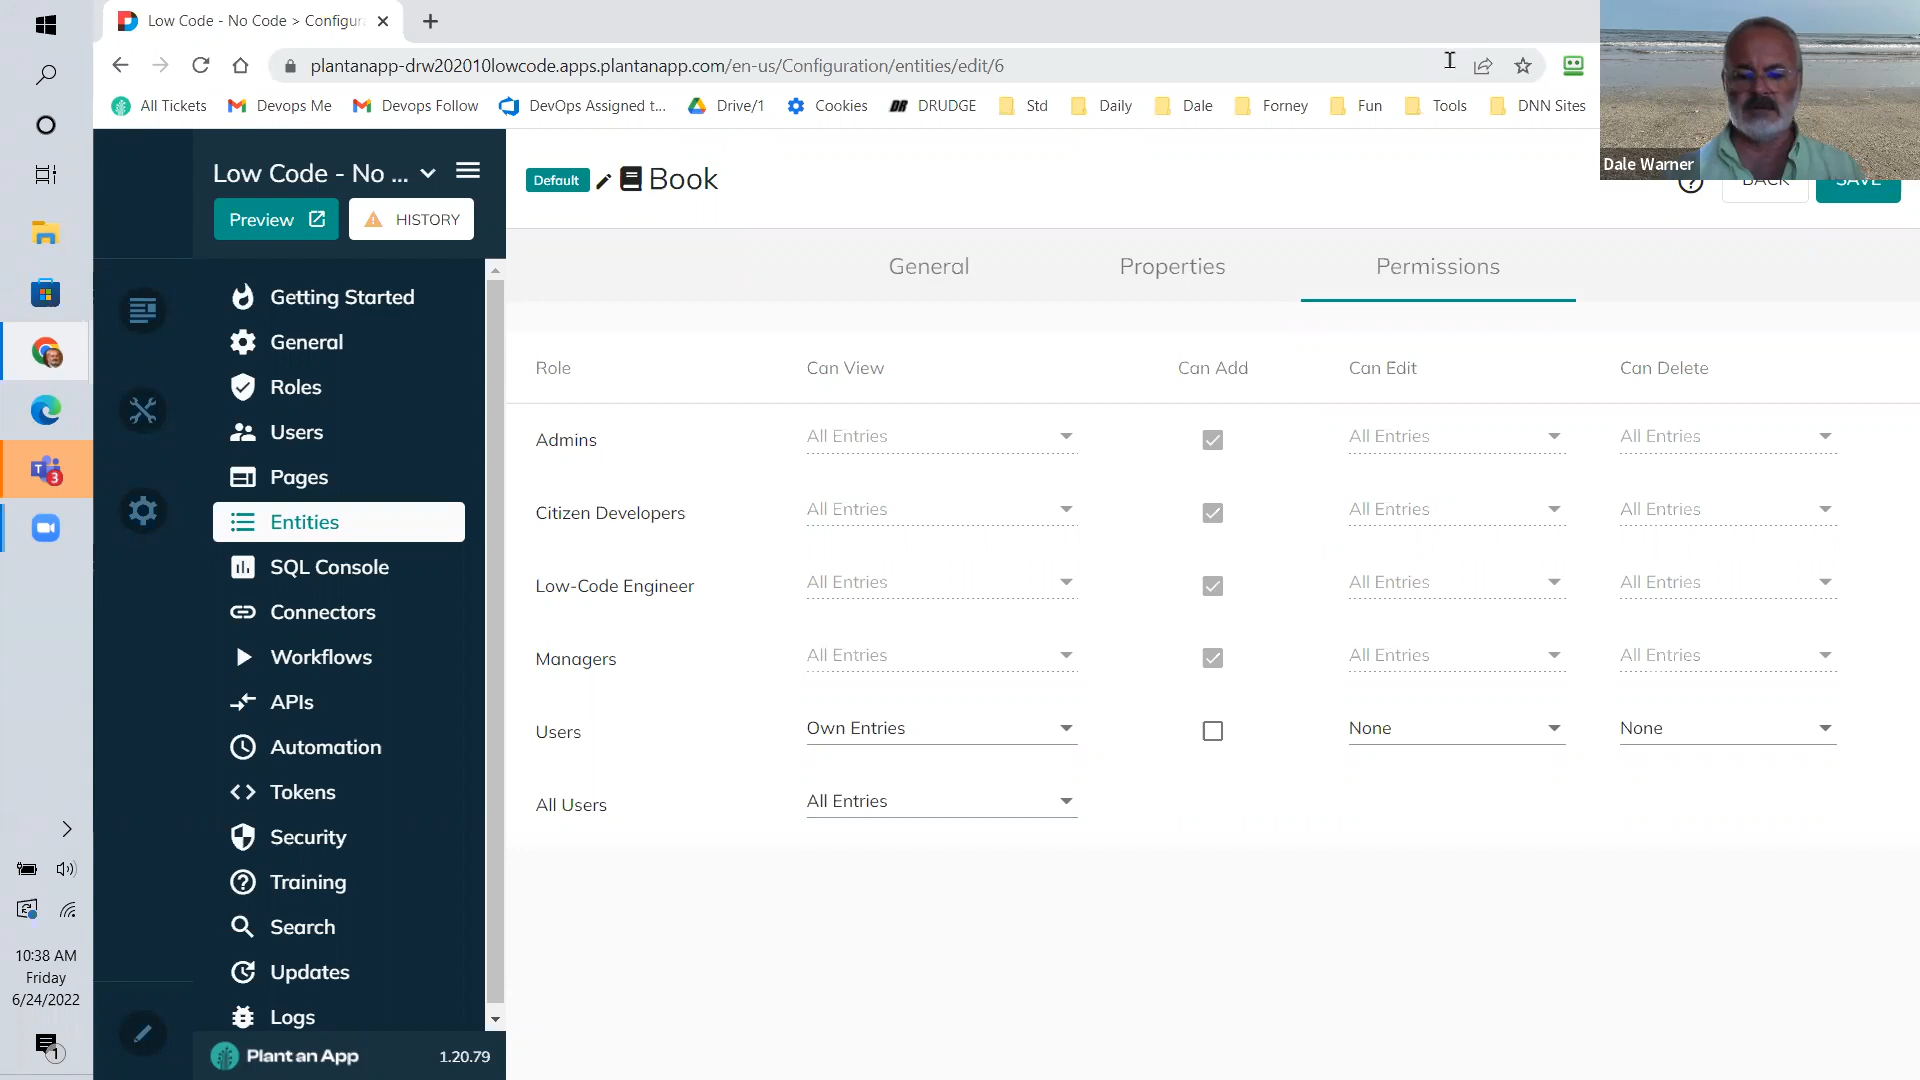 Low Code - No Code > Configur
plantanapp-drw202010lowcode.apps.plantanapp.com/en-us/Configuration/entities/edit/6
All Tickets
Devops Me
Devops Follow
DevOps Assigned t...
Drive/1
Cookies
DR DRUDGE
Std
Daily
Dale
Forney
Fun
Tools
DNN Sites
Dale Warner
Low Code - No ...
Preview
HISTORY
Default
Book
BACK
SAVE
General
Properties
Permissions
Getting Started
General
Roles
Users
Pages
Entities
SQL Console
Connectors
Workflows
APIs
Automation
Tokens
Security
Training
Search
Updates
Logs
Plant an App
1.20.79
Role Can View Can Add Can Edit Can Delete
Admins All Entries All Entries All Entries
Citizen Developers All Entries All Entries All Entries
Low-Code Engineer All Entries All Entries All Entries
Managers All Entries All Entries All Entries
Users Own Entries None None
All Users All Entries
T 3
10:38 AM
Friday
6/24/2022
1